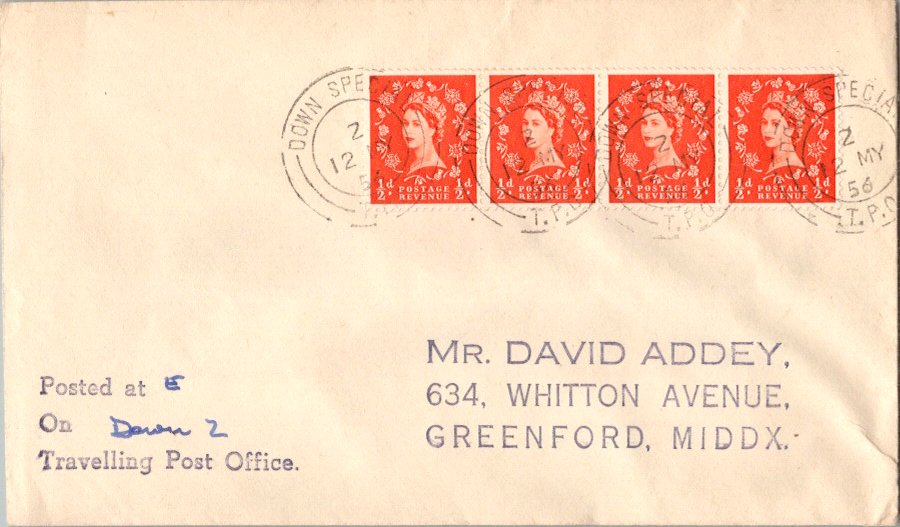 DOWN SPECIAL T.P.O. 2 12 MY 56
½d POSTAGE REVENUE ½d
½d POSTAGE REVENUE ½d
½d POSTAGE REVENUE ½d
½d POSTAGE REVENUE ½d
MR. DAVID ADDEY,
634, WHITTON AVENUE,
GREENFORD, MIDDX.
Posted at E
On Down 2
Travelling Post Office.